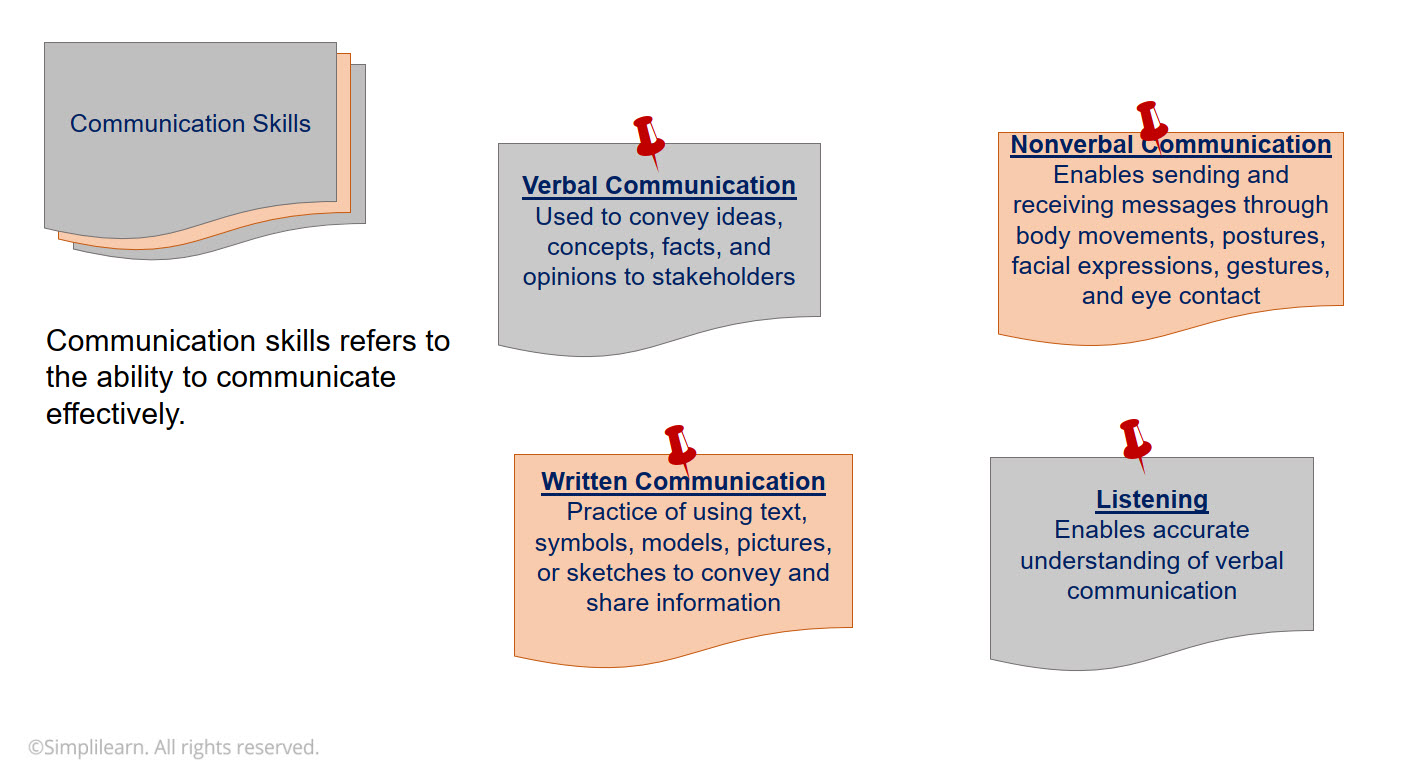 Communication Skills
Communication skills refers to
the ability to communicate
effectively.
Verbal Communication
Used to convey ideas,
concepts, facts, and
opinions to stakeholders
Nonverbal Communication
Enables sending and
receiving messages through
body movements, postures,
facial expressions, gestures,
and eye contact
Written Communication
Practice of using text,
symbols, models, pictures,
or sketches to convey and
share information
Listening
Enables accurate
understanding of verbal
communication
©Simplilearn. All rights reserved.